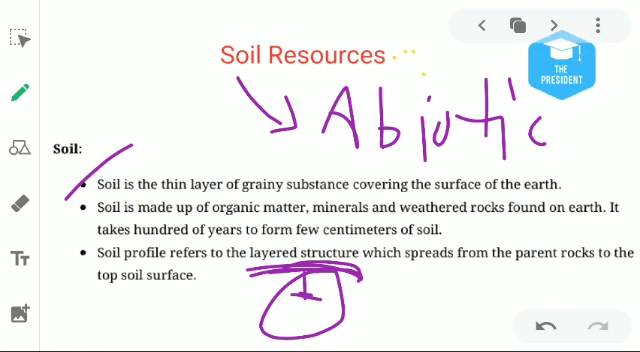 Soil Resources
THE
PRESIDENT
Abiotic
Soil:
• Soil is the thin layer of grainy substance covering the surface of the earth.
• Soil is made up of organic matter, minerals and weathered rocks found on earth. It
takes hundred of years to form few centimeters of soil.
• Soil profile refers to the layered structure which spreads from the parent rocks to the
top soil surface.
TT